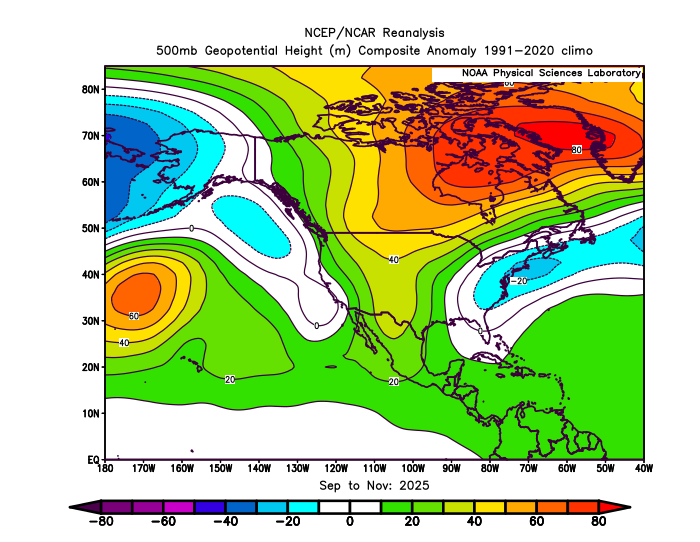 NCEP/NCAR Reanalysis
500mb Geopotential Height (m) Composite Anomaly 1991−2020 climo
NOAA Physical Sciences Laboratory
80N
70N
80
60N
50N
0
40
40N
−20
60
30N
0
0
40
20N
20
20
10N
EQ
180 170W 160W 150W 140W 130W 120W 110W 100W 90W 80W 70W 60W 50W 40W
Sep to Nov: 2025
−80 −60 −40 −20 0 20 40 60 80